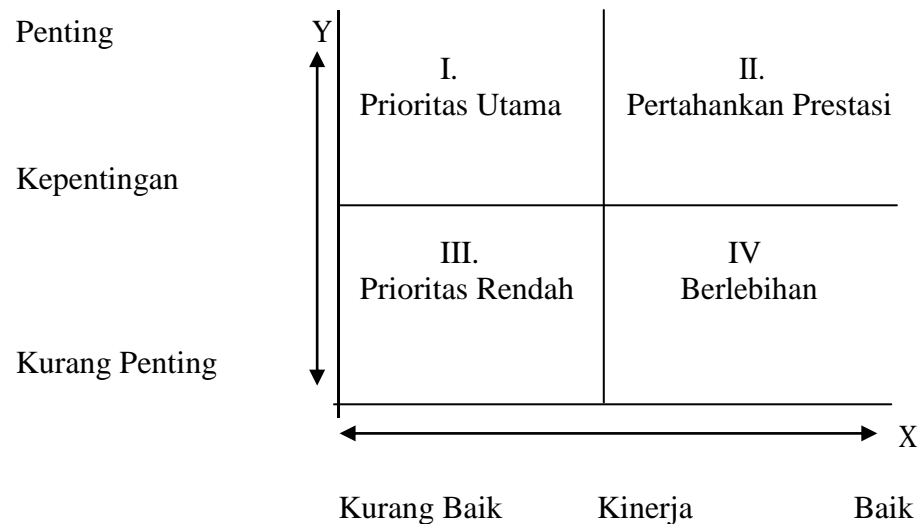 Penting
Y
I.
II.
Prioritas Utama
Pertahankan Prestasi
Kepentingan
III.
IV
Prioritas Rendah
Berlebihan
Kurang Penting
X
Kurang Baik
Kinerja
Baik